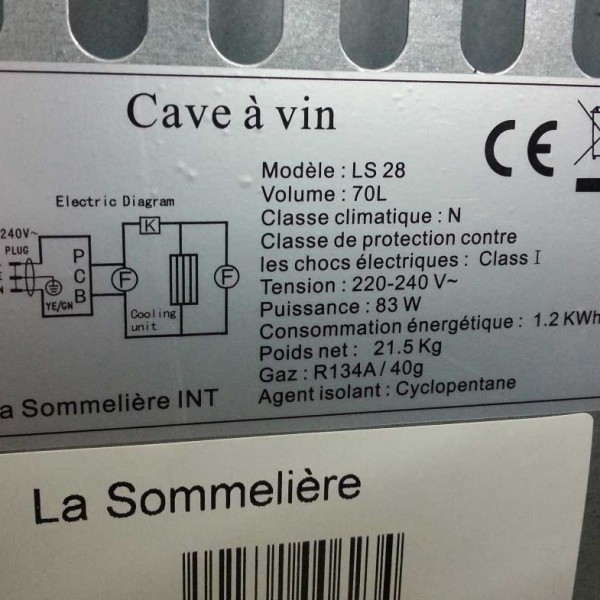 Cave à vin
CE
Modèle : LS 28
Volume : 70L
Classe climatique : N
Classe de protection contre
les chocs électriques : Class I
Tension : 220-240 V~
Puissance : 83 W
Consommation énergétique : 1.2 KWh
Poids net : 21.5 Kg
Gaz : R134A / 40g
Agent isolant : Cyclopentane
Electric Diagram
K
240V~
PLUG
P
C
B
F
F
YE/GN
Cooling
unit
Sommelière INT
La Sommelière